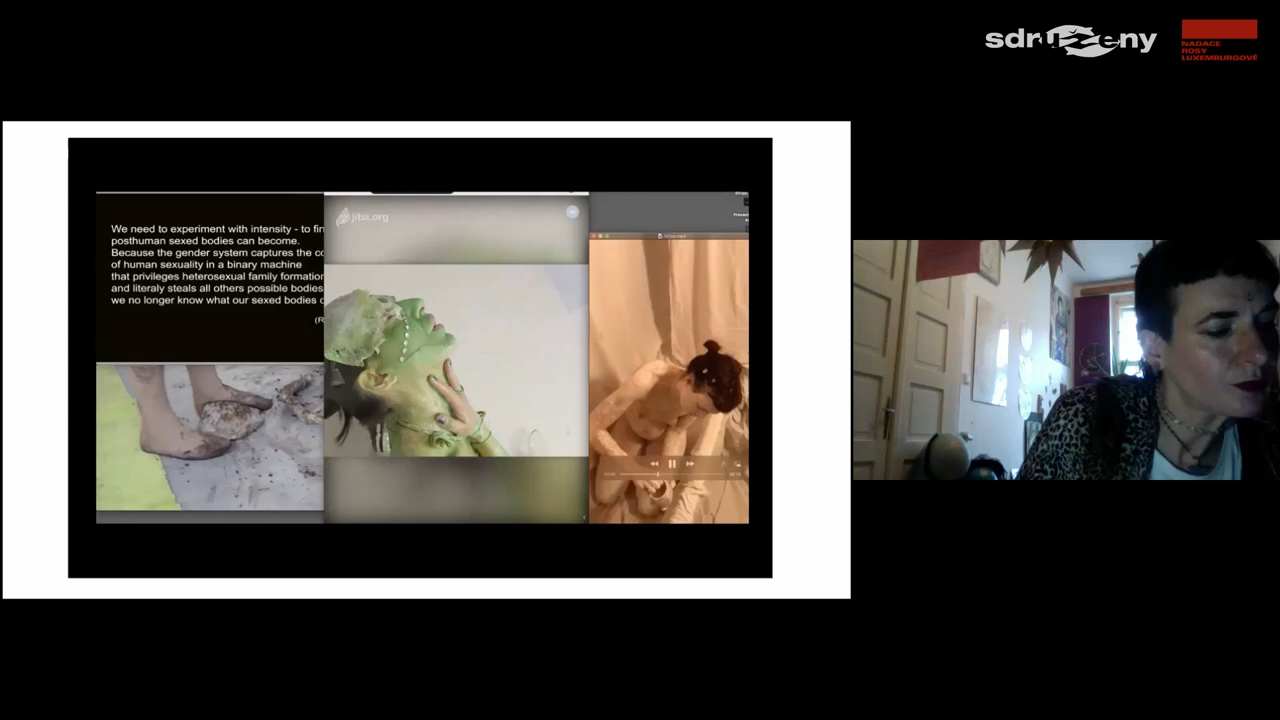 sdruženy
NADACE
ROSY
LUXEMBURGOVÉ
We need to experiment with intensity - to fin
posthuman sexed bodies can become.
Because the gender system captures the co
of human sexuality in a binary machine
that privileges heterosexual family formation
and literaly steals all others possible bodies
we no longer know what our sexed bodies c
(R
jitsi.org